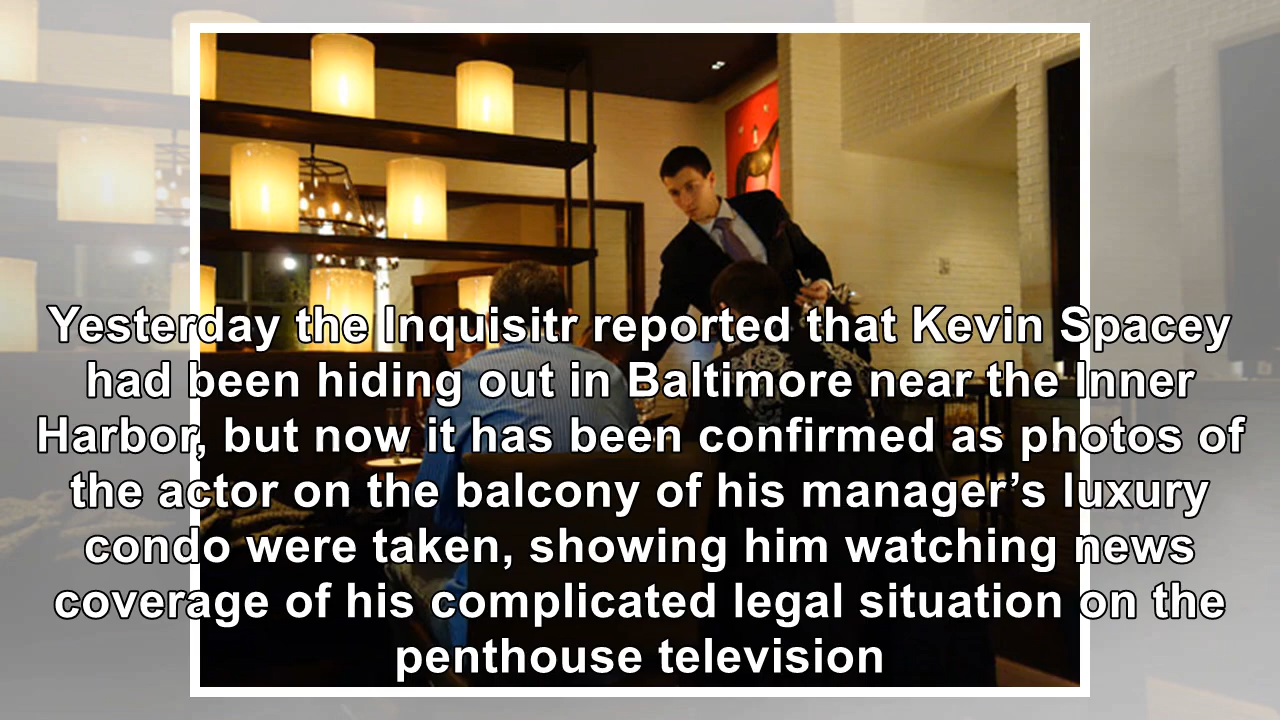 Yesterday the Inquisitr reported that Kevin Spacey
had been hiding out in Baltimore near the Inner
Harbor, but now it has been confirmed as photos of
the actor on the balcony of his manager’s luxury
condo were taken, showing him watching news
coverage of his complicated legal situation on the
penthouse television